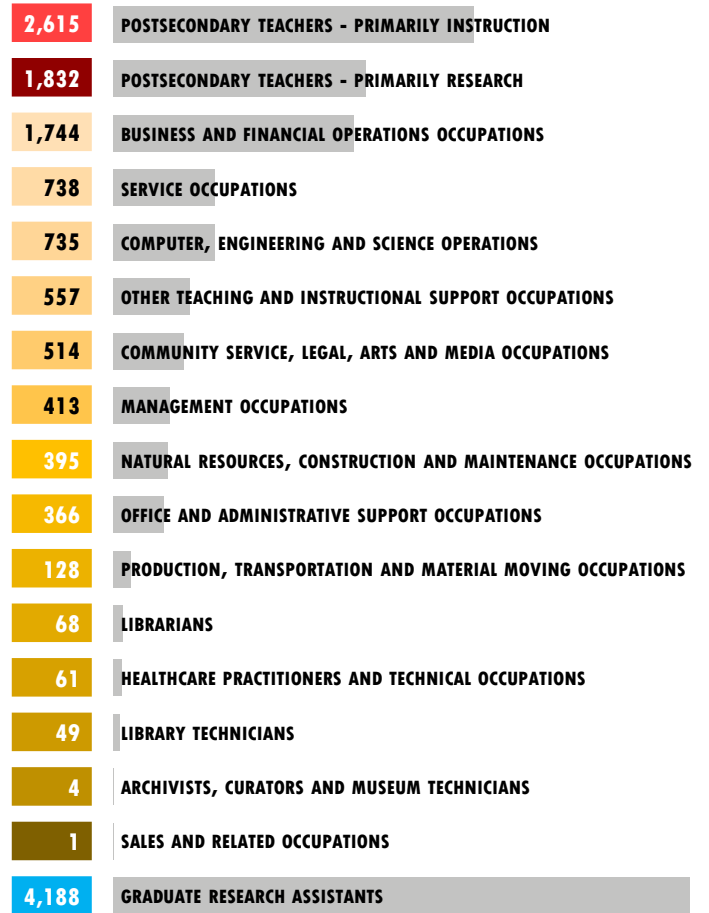 2,615 POSTSECONDARY TEACHERS - PRIMARILY INSTRUCTION
1,832 POSTSECONDARY TEACHERS - PRIMARILY RESEARCH
1,744 BUSINESS AND FINANCIAL OPERATIONS OCCUPATIONS
738 SERVICE OCCUPATIONS
735 COMPUTER, ENGINEERING AND SCIENCE OPERATIONS
557 OTHER TEACHING AND INSTRUCTIONAL SUPPORT OCCUPATIONS
514 COMMUNITY SERVICE, LEGAL, ARTS AND MEDIA OCCUPATIONS
413 MANAGEMENT OCCUPATIONS
395 NATURAL RESOURCES, CONSTRUCTION AND MAINTENANCE OCCUPATIONS
366 OFFICE AND ADMINISTRATIVE SUPPORT OCCUPATIONS
128 PRODUCTION, TRANSPORTATION AND MATERIAL MOVING OCCUPATIONS
68 LIBRARIANS
61 HEALTHCARE PRACTITIONERS AND TECHNICAL OCCUPATIONS
49 LIBRARY TECHNICIANS
4 ARCHIVISTS, CURATORS AND MUSEUM TECHNICIANS
1 SALES AND RELATED OCCUPATIONS
4,188 GRADUATE RESEARCH ASSISTANTS